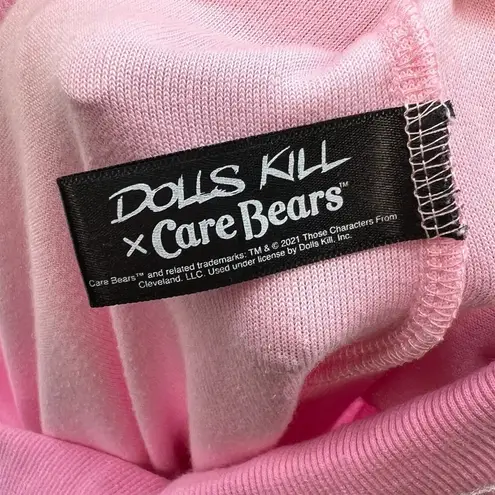 DOLLS KILL
× Care Bears™
Care Bears™ and related trademarks: TM & © 2021 Those Characters From
Cleveland, LLC. Used under license by Dolls Kill, Inc.